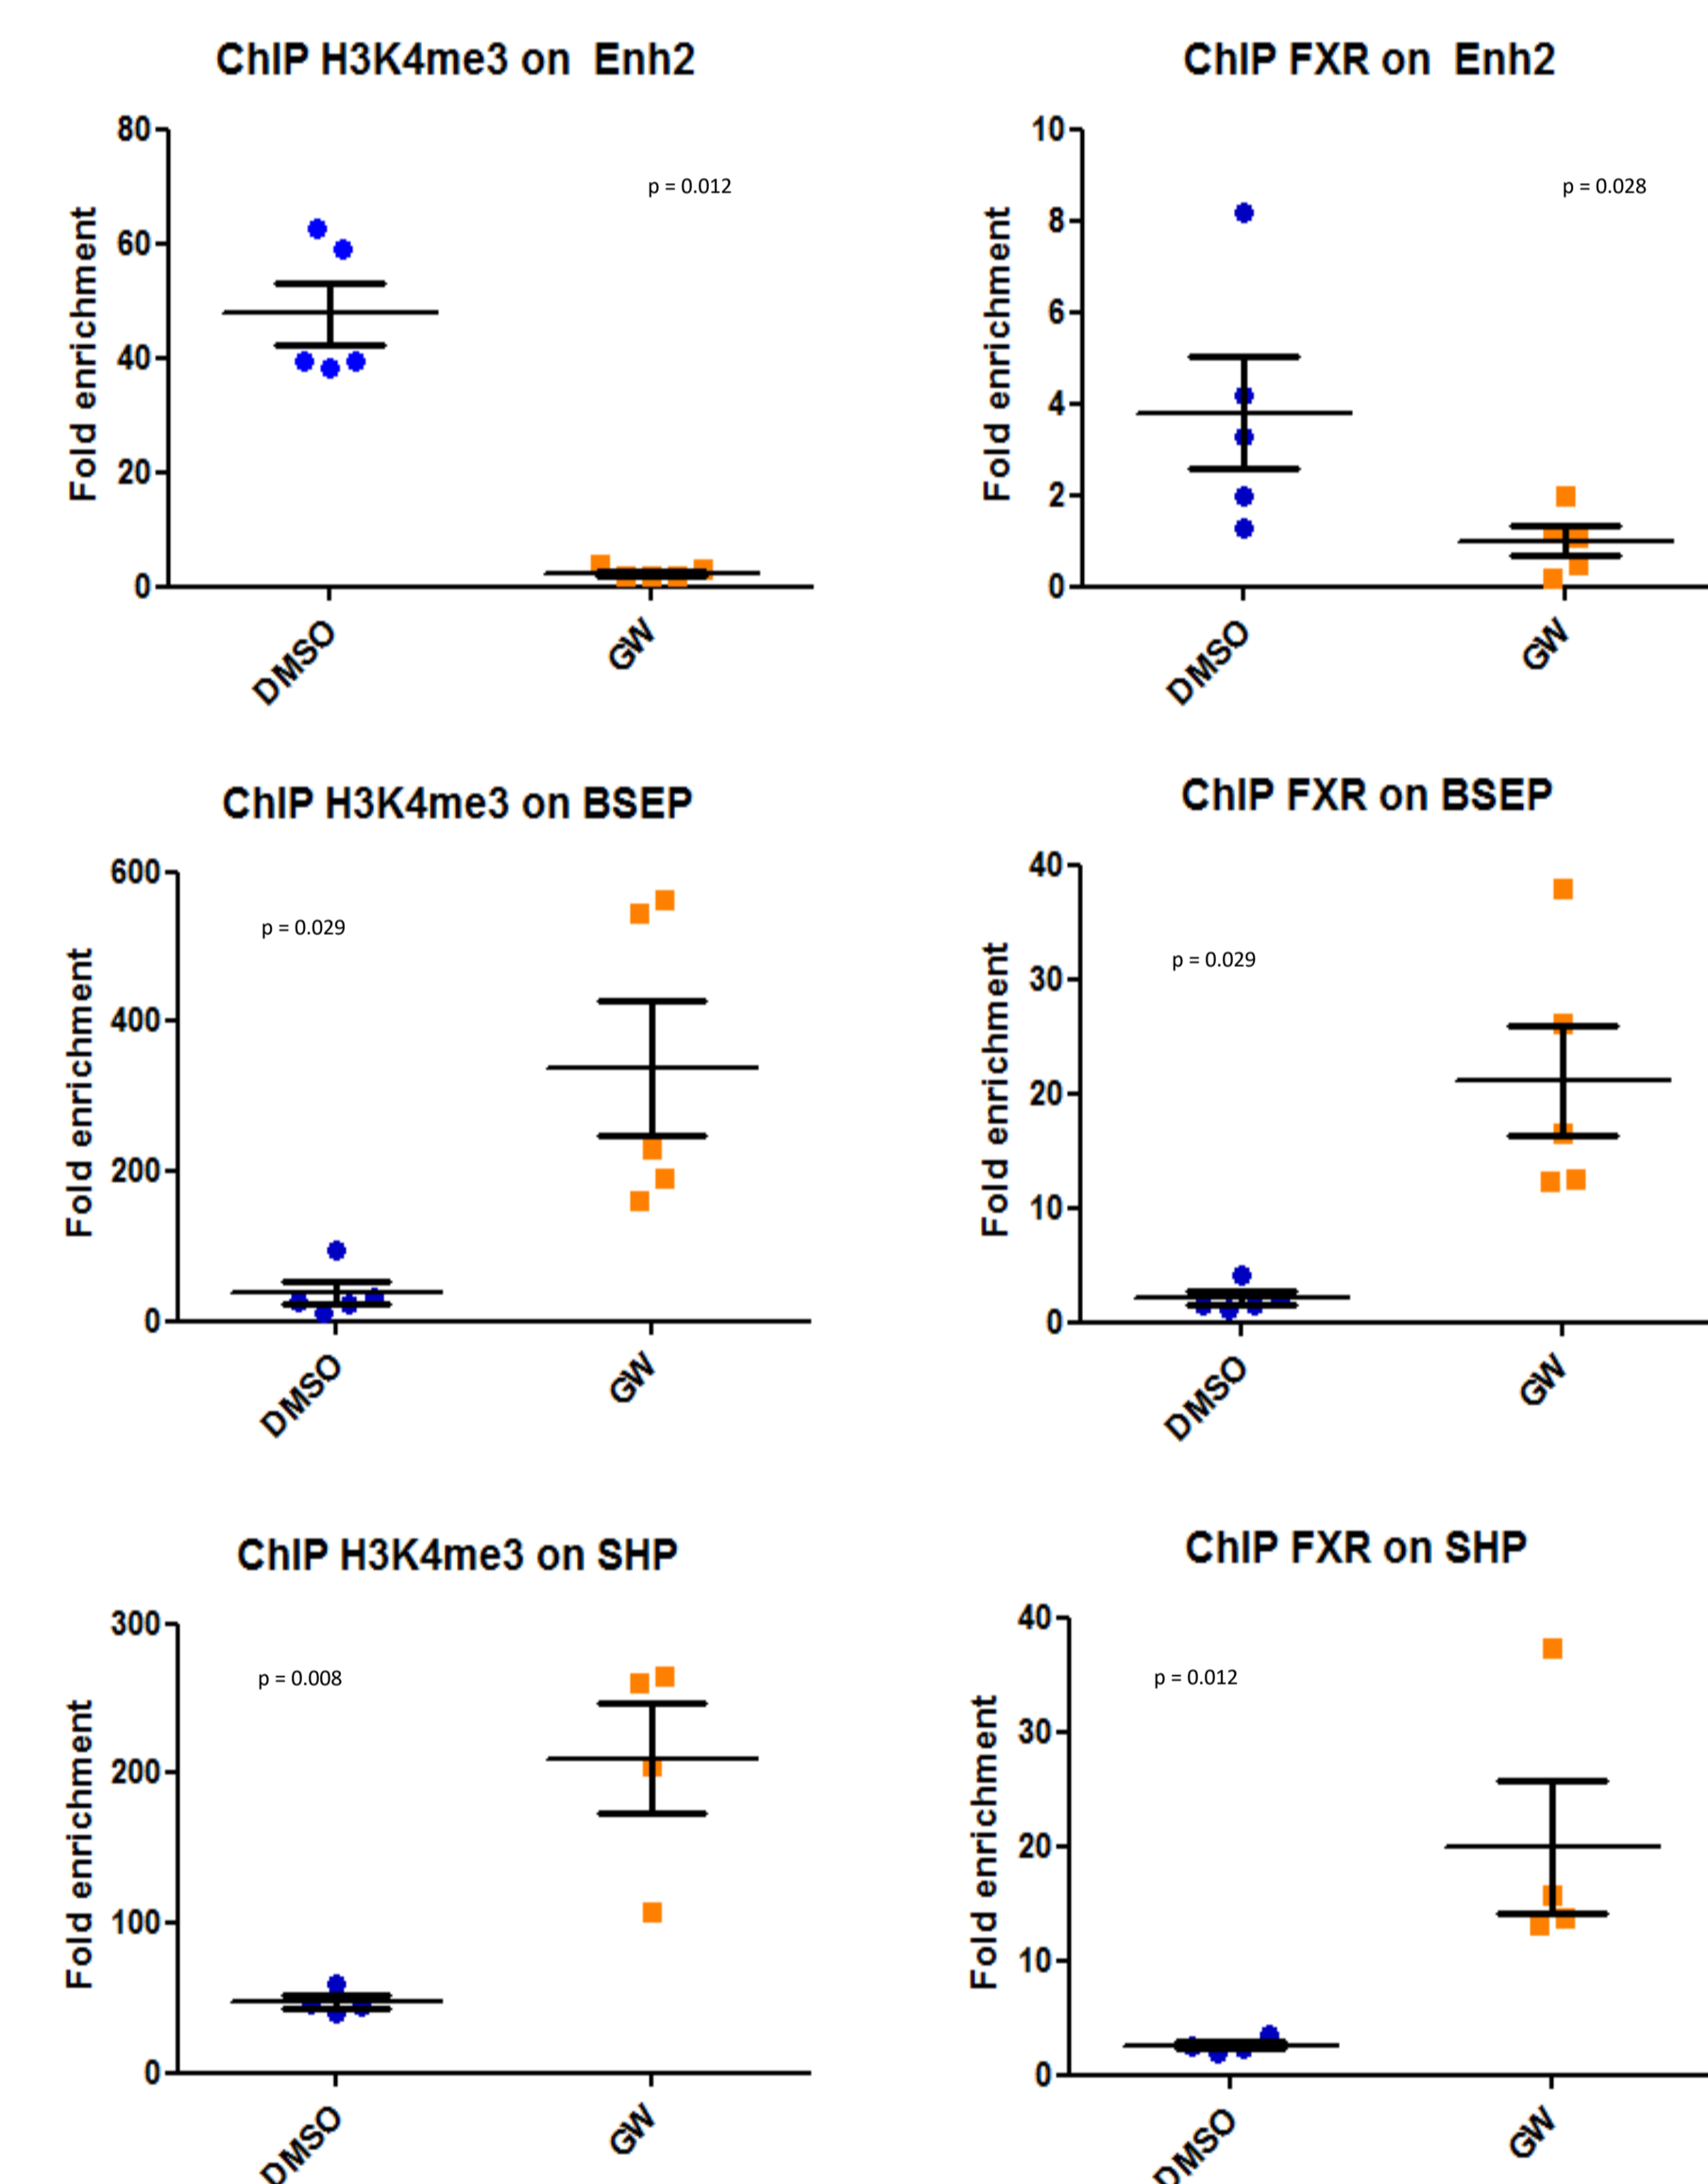 ChIP H3K4me3 on Enh2
80
60
40
20
0
Fold enrichment
p = 0.012
DMSO
GW
ChIP FXR on Enh2
10
8
6
4
2
0
Fold enrichment
p = 0.028
DMSO
GW
ChIP H3K4me3 on BSEP
600
400
200
0
Fold enrichment
p = 0.029
DMSO
GW
ChIP FXR on BSEP
40
30
20
10
0
Fold enrichment
p = 0.029
DMSO
GW
ChIP H3K4me3 on SHP
300
200
100
0
Fold enrichment
p = 0.008
DMSO
GW
ChIP FXR on SHP
40
30
20
10
0
Fold enrichment
p = 0.012
DMSO
GW